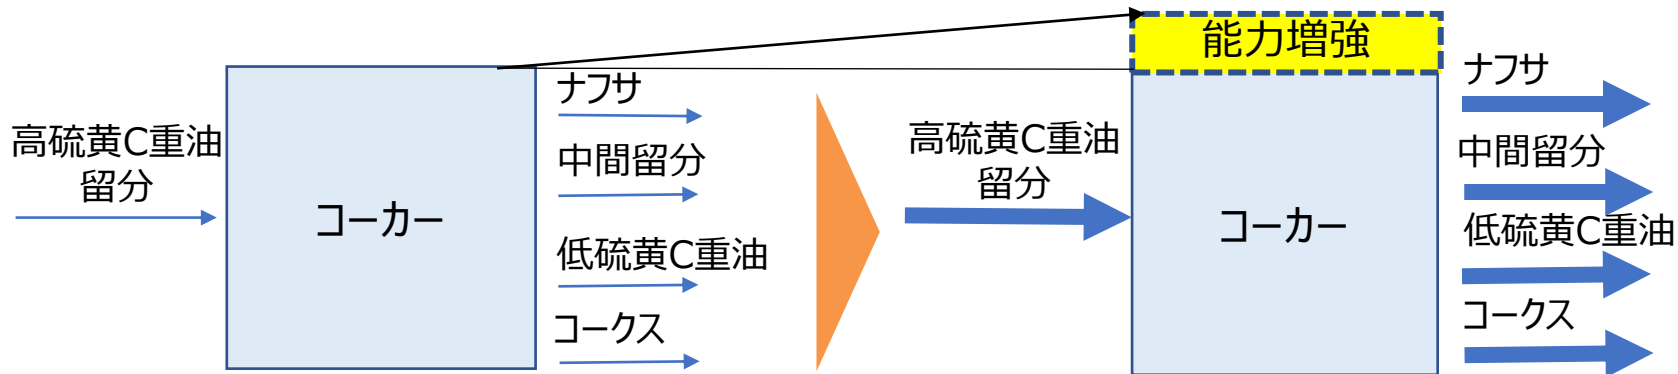 高硫黄C重油
留分
コーカー
ナフサ
中間留分
低硫黄C重油
コークス
高硫黄C重油
留分
能力増強
コーカー
ナフサ
中間留分
低硫黄C重油
コークス